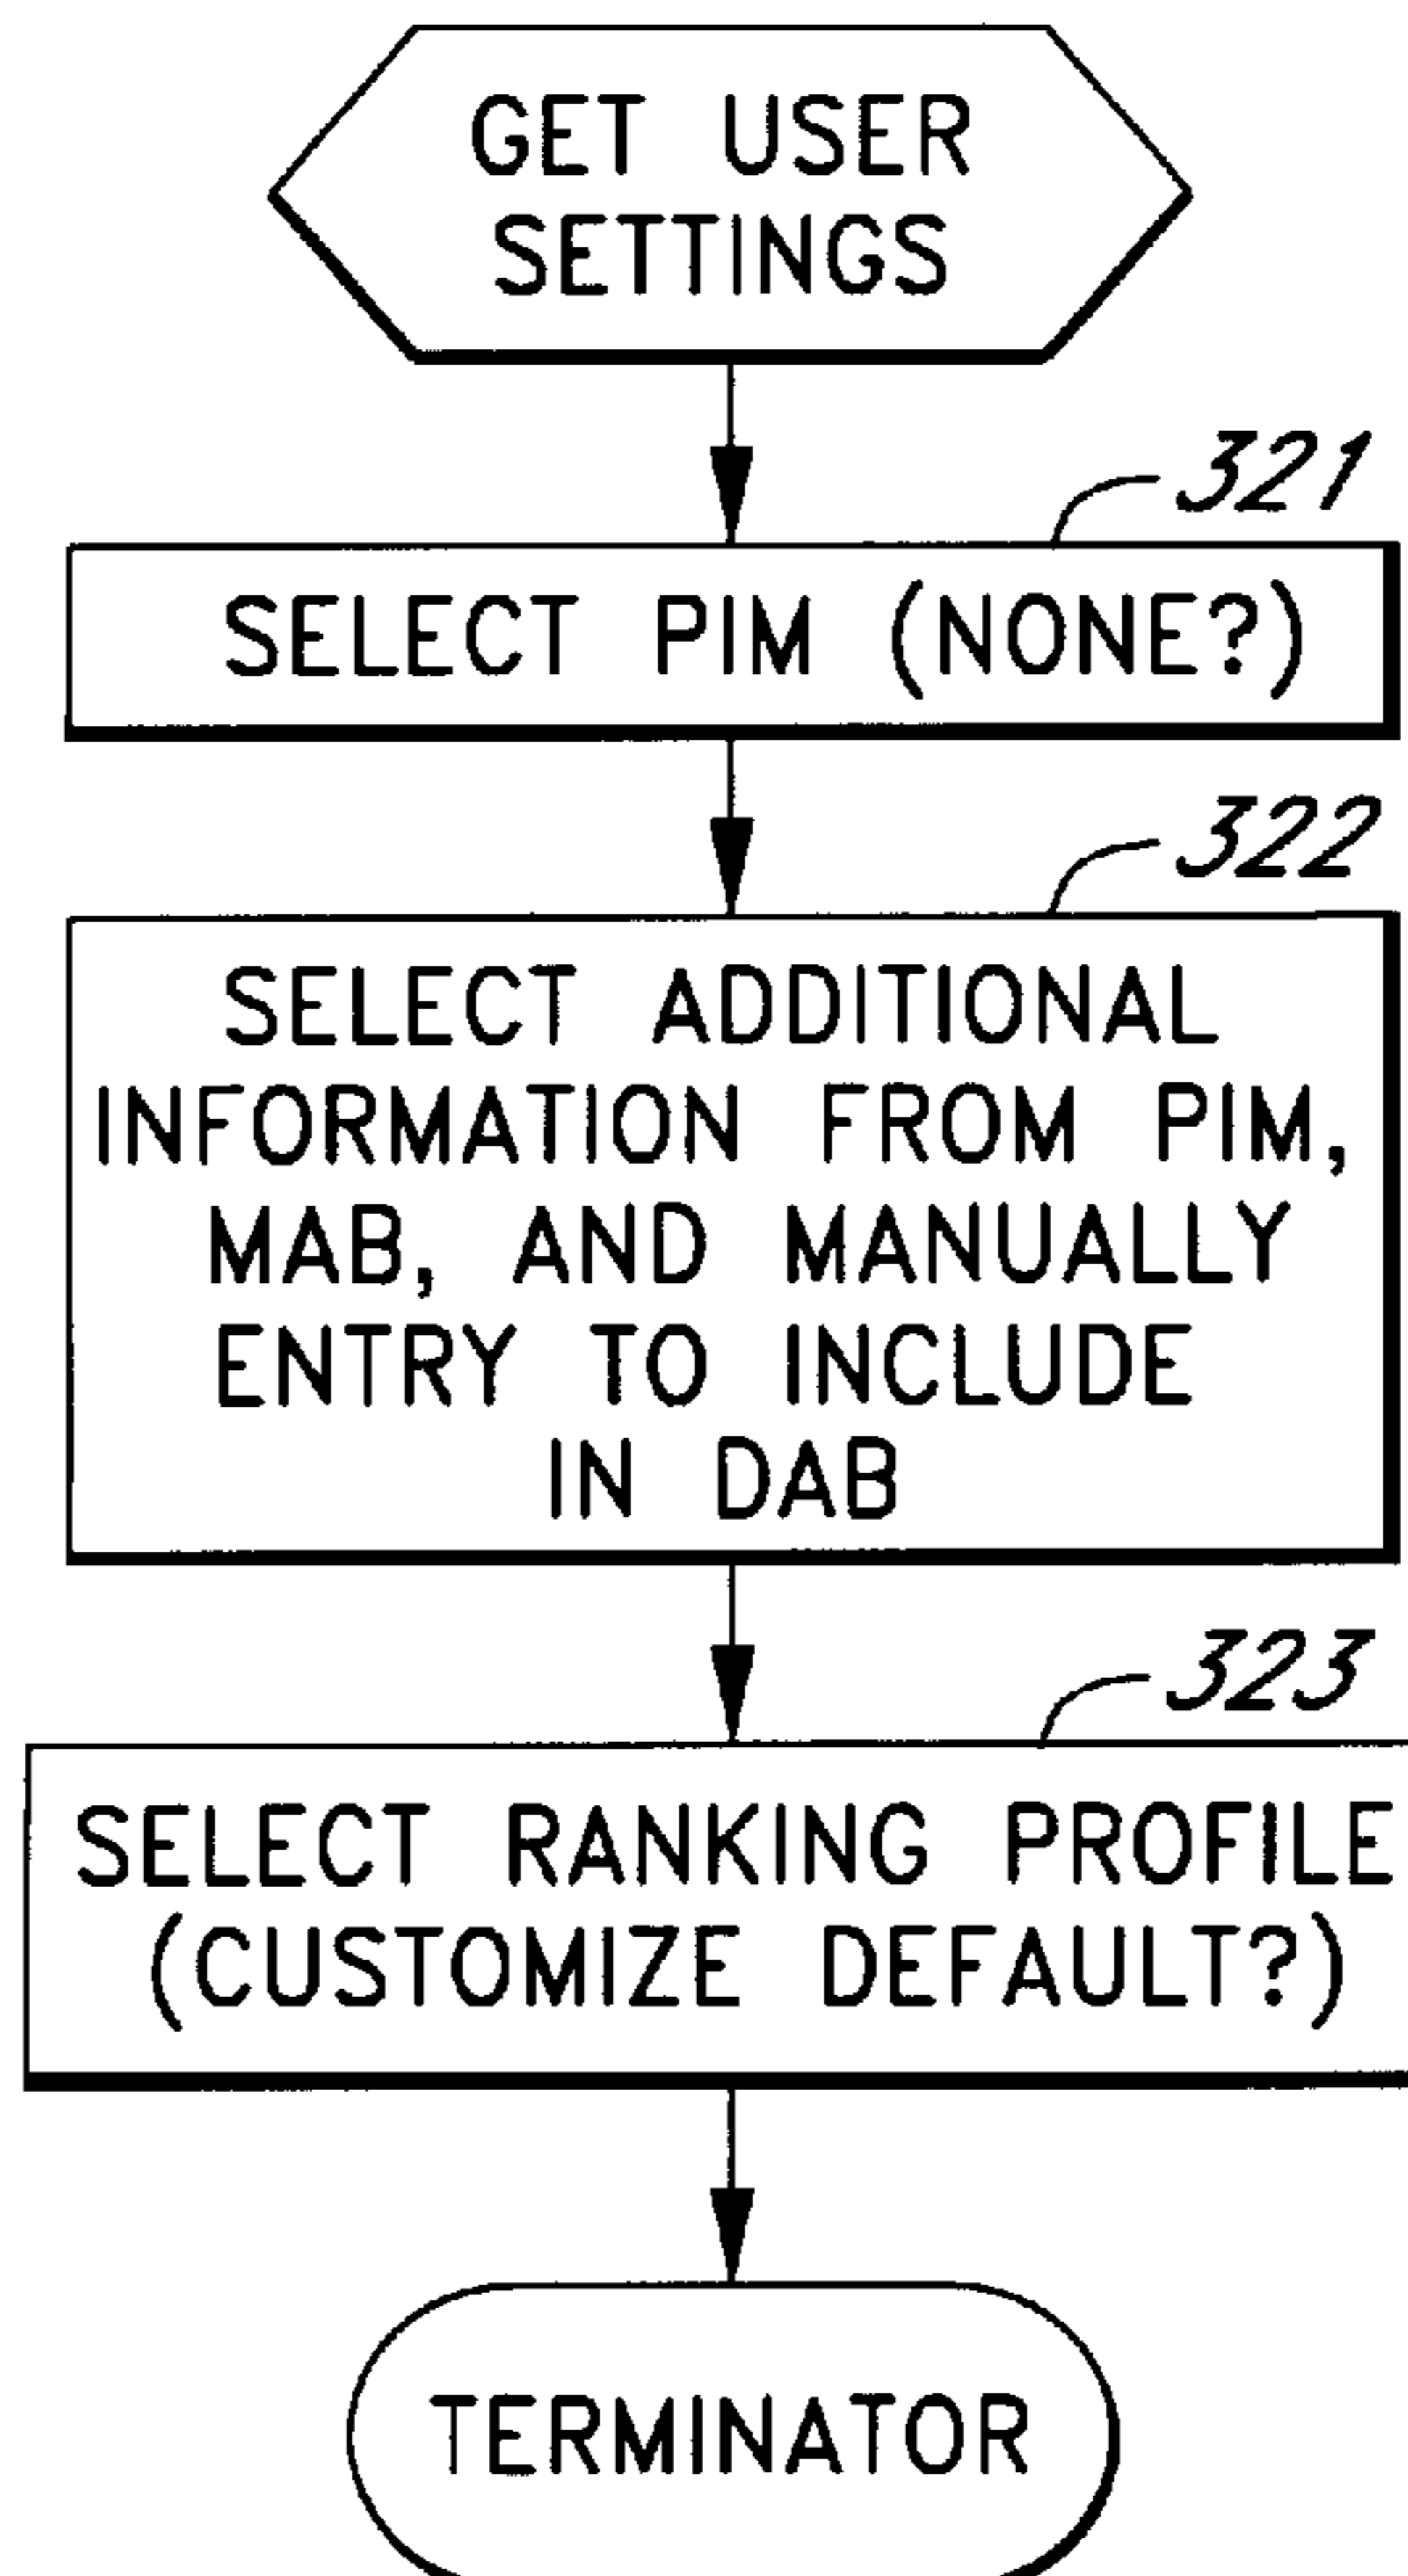 GET USER
SETTINGS
321
SELECT PIM (NONE?)
322
SELECT ADDITIONAL
INFORMATION FROM PIM,
MAB, AND MANUALLY
ENTRY TO INCLUDE
IN DAB
323
SELECT RANKING PROFILE
(CUSTOMIZE DEFAULT?)
TERMINATOR